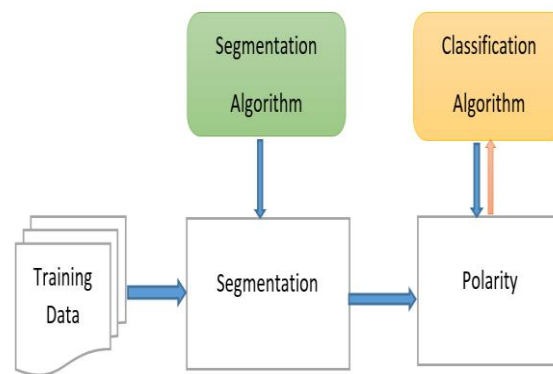 Segmentation
Algorithm
Classification
Algorithm
Training
Data
Segmentation
Polarity